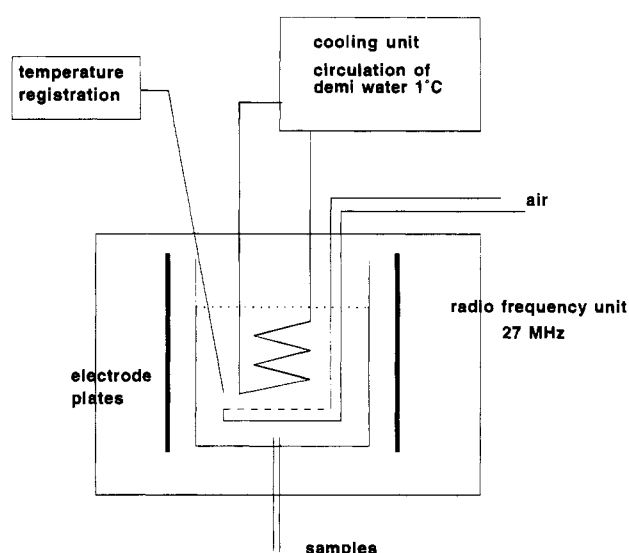 cooling unit
circulation of
demi water 1°C
temperature
registration
air
radio frequency unit
27 MHz
electrode
plates
samples